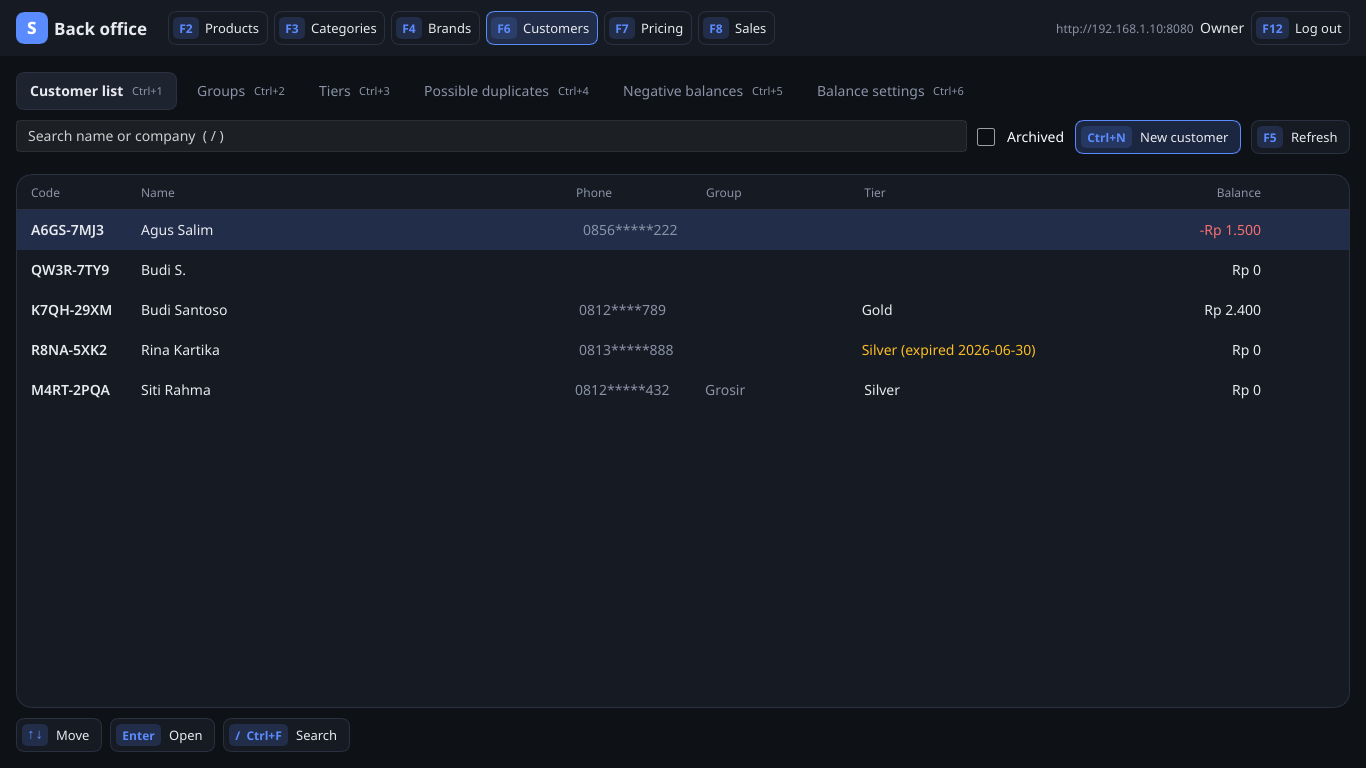 S Back office F2 Products F3 Categories F4 Brands F6 Customers F7 Pricing F8 Sales http://192.168.1.10:8080 Owner F12 Log out
Customer list Ctrl+1 Groups Ctrl+2 Tiers Ctrl+3 Possible duplicates Ctrl+4 Negative balances Ctrl+5 Balance settings Ctrl+6
Search name or company ( / ) Archived Ctrl+N New customer F5 Refresh
Code Name Phone Group Tier Balance
A6GS-7MJ3 Agus Salim 0856*****222 -Rp 1.500
QW3R-7TY9 Budi S. Rp 0
K7QH-29XM Budi Santoso 0812****789 Gold Rp 2.400
R8NA-5XK2 Rina Kartika 0813*****888 Silver (expired 2026-06-30) Rp 0
M4RT-2PQA Siti Rahma 0812*****432 Grosir Silver Rp 0
↑↓ Move Enter Open / Ctrl+F Search